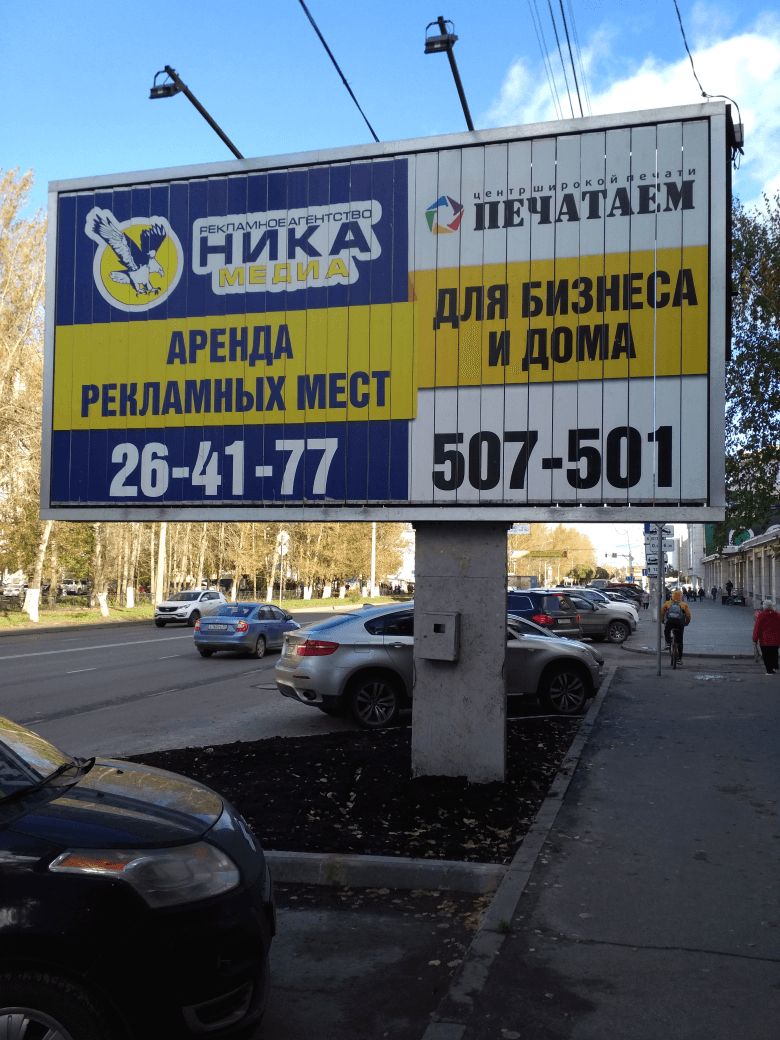 РЕКЛАМНОЕ АГЕНТСТВО
НИКА
МЕДИА
АРЕНДА
РЕКЛАМНЫХ МЕСТ
26-41-77
центр широкой печати
ПЕЧАТАЕМ
ДЛЯ БИЗНЕСА
И ДОМА
507-501